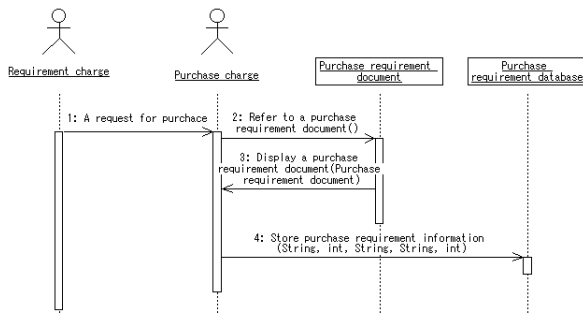 Requirement charge
Purchase charge
Purchase requirement
document
Purchase
requirement database
1: A request for purchace
2: Refer to a purchase
requirement document()
3: Display a purchase
requirement document(Purchase
requirement document)
4: Store purchase requirement information
(String, int, String, String, int)